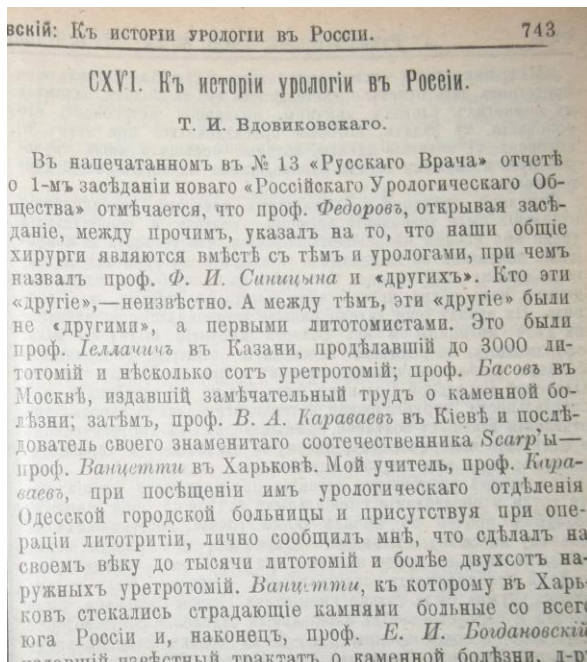 вскій: Къ исторіи урологіи въ Россіи. 743
CXVI. Къ исторіи урологіи въ Россіи.
Т. И. Вдовиковскаго.
Въ напечатанномъ въ № 13 «Русскаго Врача» отчетѣ
о 1-мъ засѣданіи новаго «Россійскаго Урологическаго Об-
щества» отмѣчается, что проф. Федоровъ, открывая засѣ-
даніе, между прочимъ, указалъ на то, что наши общіе
хирурги являются вмѣстѣ съ тѣмъ и урологами, при чемъ
назвалъ проф. Ф. И. Синицына и «другихъ». Кто эти
«другіе»,—неизвѣстно. А между тѣмъ, эти «другіе» были
не «другими», а первыми литотомистами. Это были
проф. Іеллачичъ въ Казани, продѣлавшій до 3000 ли-
тотомій и нѣсколько сотъ уретротомій; проф. Басовъ въ
Москвѣ, издавшій замѣчательный трудъ о каменной бо-
лѣзни; затѣмъ, проф. В. А. Караваевъ въ Кіевѣ и послѣ-
дователь своего знаменитаго соотечественника Scarp'ы—
проф. Ванцетти въ Харьковѣ. Мой учитель, проф. Кара-
ваевъ, при посѣщеніи имъ урологическаго отдѣленія
Одесской городской больницы и присутствуя при опе-
раціи литотритіи, лично сообщилъ мнѣ, что сдѣлалъ на
своемъ вѣку до тысячи литотомій и болѣе двухсотъ на-
ружныхъ уретротомій. Ванцетти, къ которому въ Харь-
ковъ стекались страдающіе камнями больные со всего
юга Россіи и, наконецъ, проф. Е. И. Богдановскій
издавшій извѣстный трактатъ о каменной болѣзни, д-р